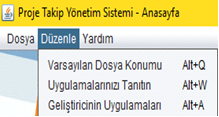 Proje Takip Yönetim Sistemi - Anasayfa
Dosya Düzenle Yardım
Varsayılan Dosya Konumu Alt+Q
Uygulamalarınızı Tanıtın Alt+W
Geliştiricinin Uygulamaları Alt+A